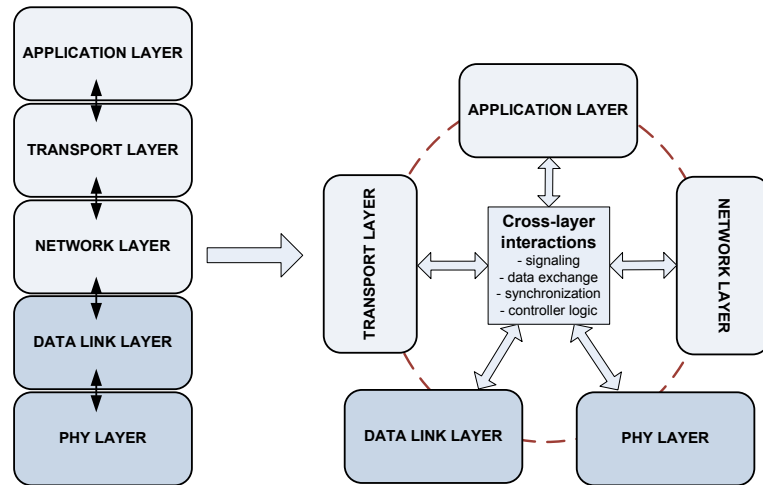 APPLICATION LAYER
TRANSPORT LAYER
NETWORK LAYER
DATA LINK LAYER
PHY LAYER
APPLICATION LAYER
TRANSPORT LAYER
Cross-layer
interactions
- signaling
- data exchange
- synchronization
- controller logic
NETWORK LAYER
DATA LINK LAYER
PHY LAYER